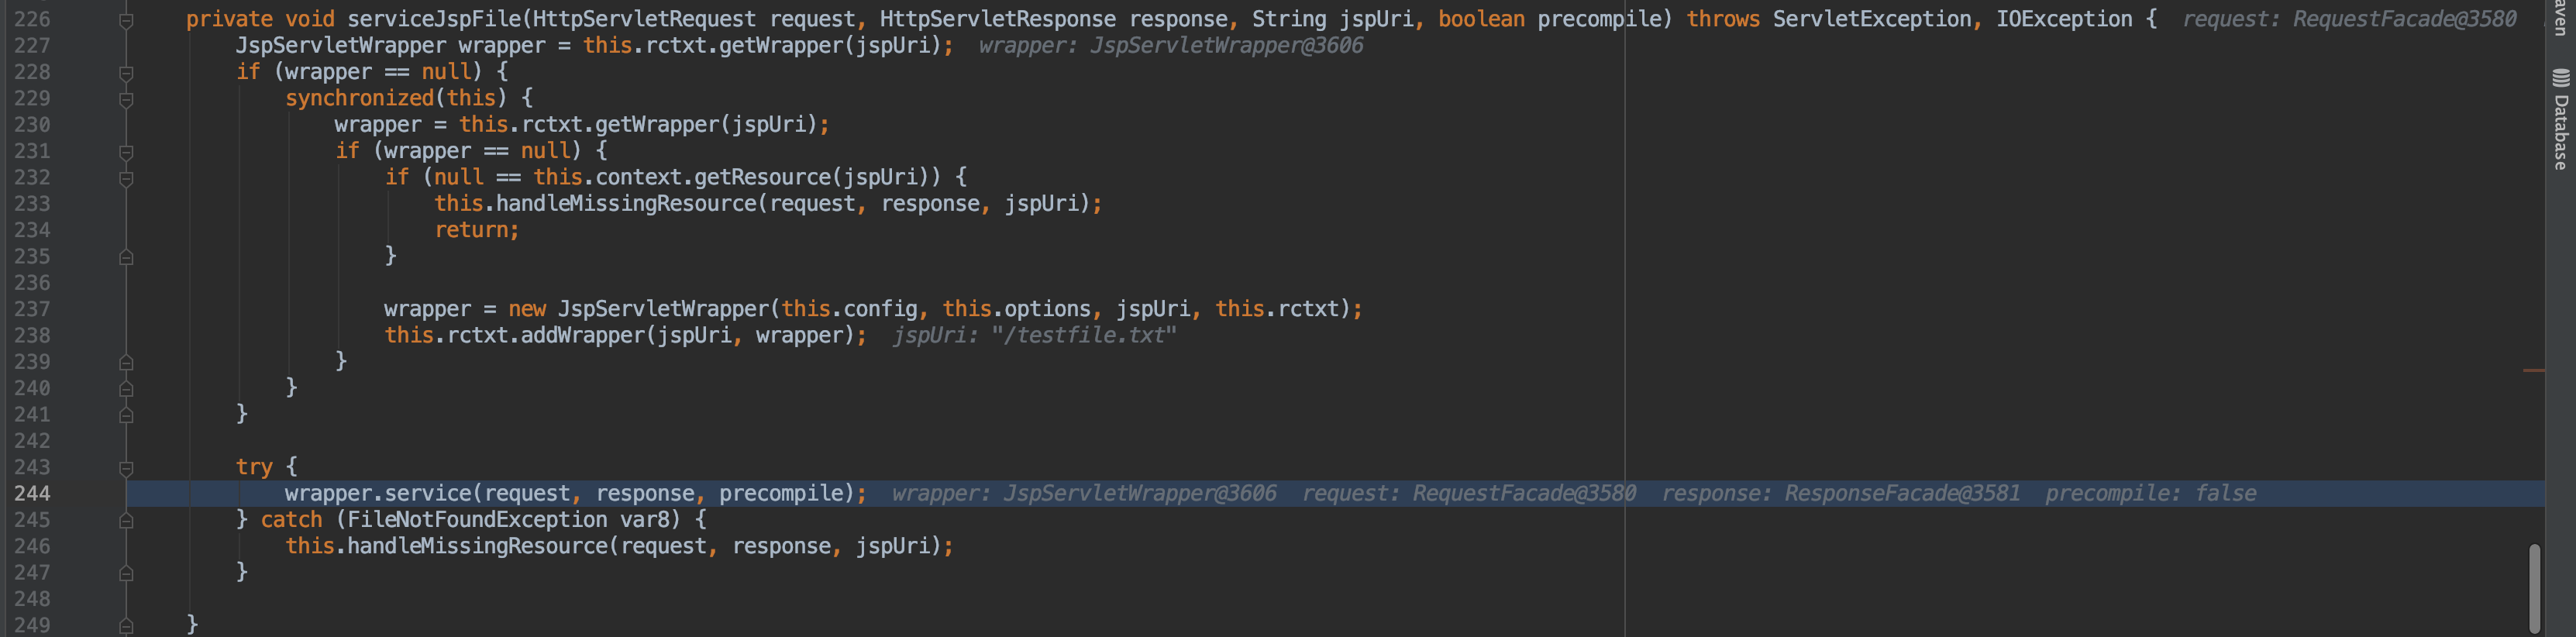 226 private void serviceJspFile(HttpServletRequest request, HttpServletResponse response, String jspUri, boolean precompile) throws ServletException, IOException { request: RequestFacade@3580
227 JspServletWrapper wrapper = this.rctxt.getWrapper(jspUri); wrapper: JspServletWrapper@3606
228 if (wrapper == null) {
229 synchronized(this) {
230 wrapper = this.rctxt.getWrapper(jspUri);
231 if (wrapper == null) {
232 if (null == this.context.getResource(jspUri)) {
233 this.handleMissingResource(request, response, jspUri);
234 return;
235 }
236
237 wrapper = new JspServletWrapper(this.config, this.options, jspUri, this.rctxt);
238 this.rctxt.addWrapper(jspUri, wrapper); jspUri: "/testfile.txt"
239 }
240 }
241 }
242
243 try {
244 wrapper.service(request, response, precompile); wrapper: JspServletWrapper@3606 request: RequestFacade@3580 response: ResponseFacade@3581 precompile: false
245 } catch (FileNotFoundException var8) {
246 this.handleMissingResource(request, response, jspUri);
247 }
248
249 }
aven
Database